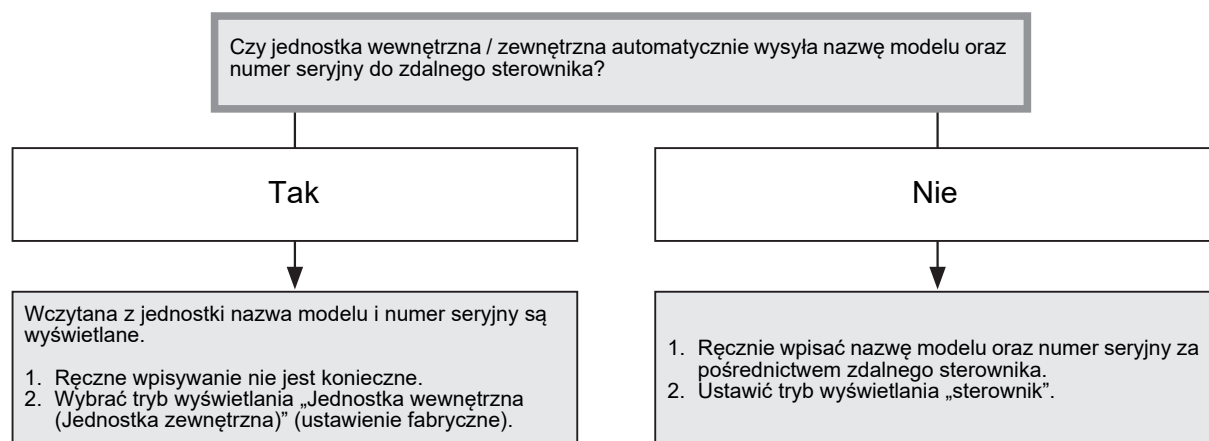 Czy jednostka wewnętrzna / zewnętrzna automatycznie wysyła nazwę modelu oraz
numer seryjny do zdalnego sterownika?
Tak
Nie
Wczytana z jednostki nazwa modelu i numer seryjny są
wyświetlane.
1. Ręczne wpisywanie nie jest konieczne.
2. Wybrać tryb wyświetlania „Jednostka wewnętrzna
(Jednostka zewnętrzna)” (ustawienie fabryczne).
1. Ręcznie wpisać nazwę modelu oraz numer seryjny za
pośrednictwem zdalnego sterownika.
2. Ustawić tryb wyświetlania „sterownik”.